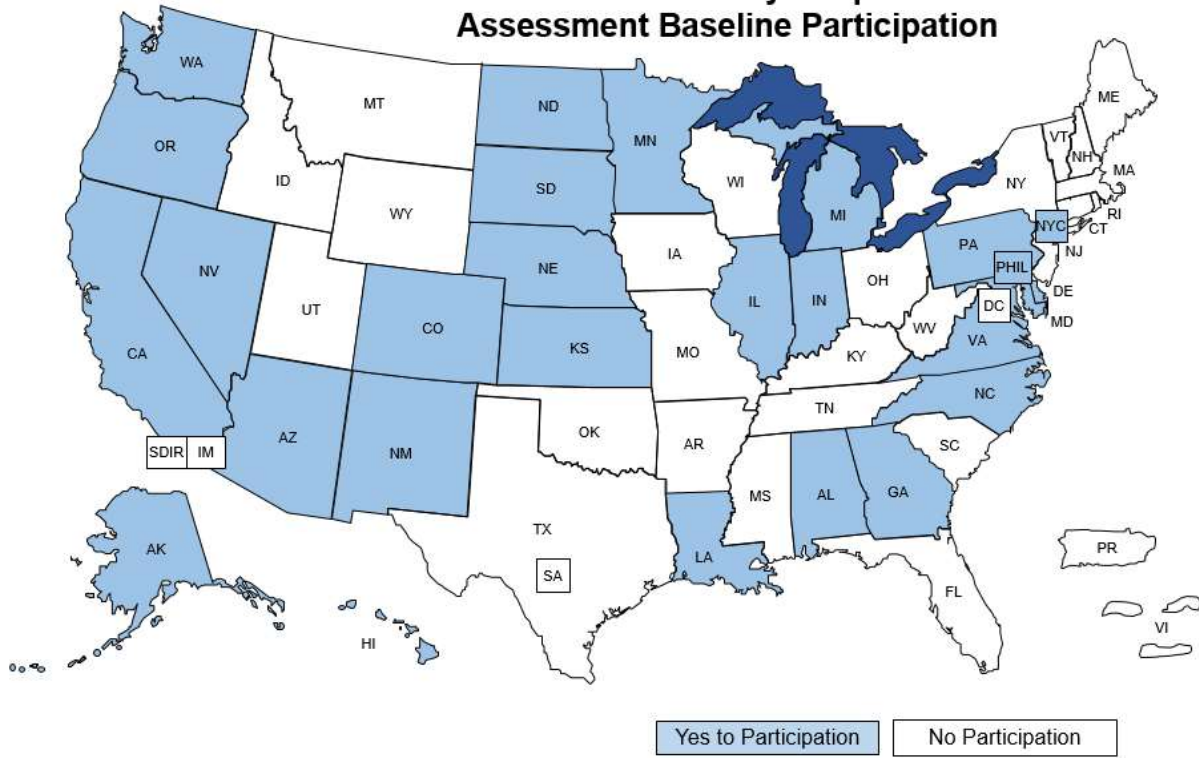 Assessment Baseline Participation
WA
MT
ND
MN
ME
OR
ID
SD
WI
MI
NY
VT
NH
MA
WY
RI
CT
NV
NE
IA
PA
NYC
NJ
PHIL
UT
CO
IL
IN
OH
DE
DC
MD
CA
KS
MO
WV
VA
KY
NC
TN
SDIR
IM
AZ
NM
OK
AR
SC
MS
AL
GA
AK
TX
SA
LA
PR
FL
HI
VI
Yes to Participation
No Participation